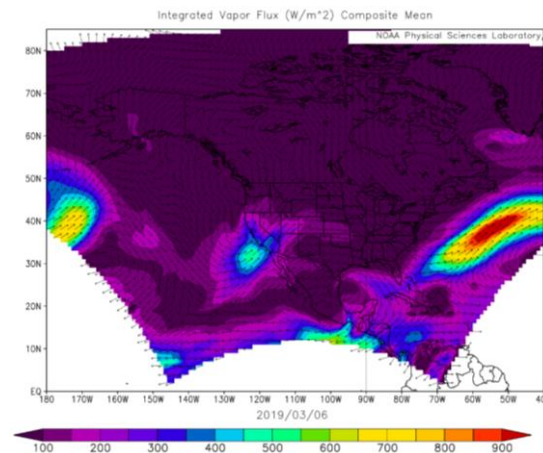 Integrated Vapor Flux (W/m^2) Composite Mean
NOAA Physical Sciences Laboratory
80N
70N
60N
50N
40N
30N
20N
10N
EQ
180 170W 160W 150W 140W 130W 120W 110W 100W 90W 80W 70W 60W 50W 40
2019/03/06
100 200 300 400 500 600 700 800 900